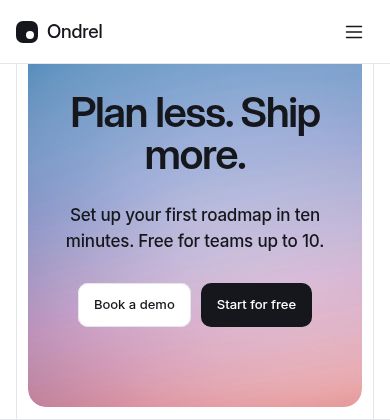 Ondrel
Plan less. Ship
more.
Set up your first roadmap in ten
minutes. Free for teams up to 10.
Book a demo
Start for free